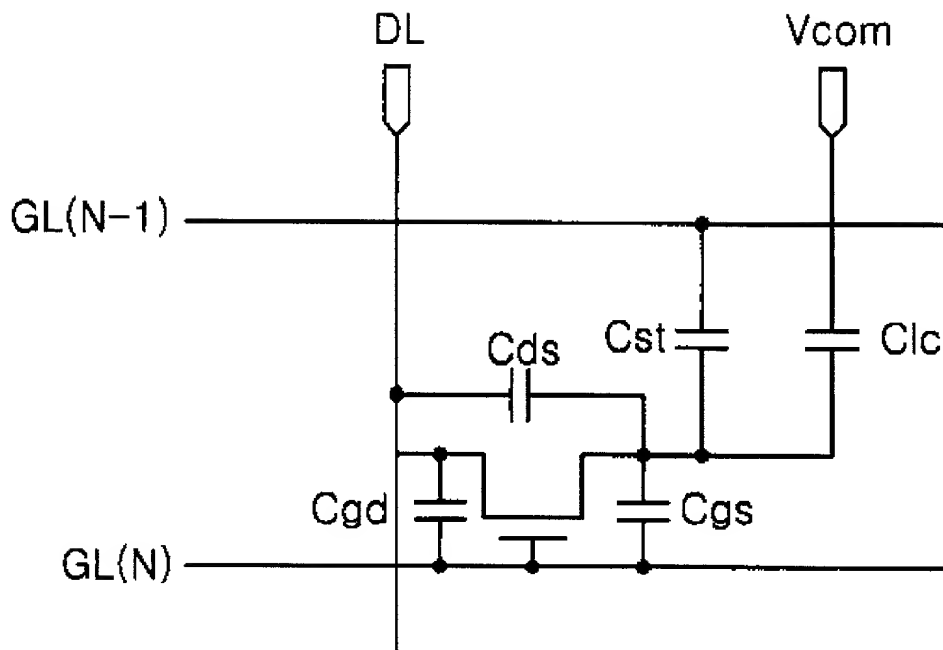 DL
Vcom
GL(N-1)
Cst
Clc
Cds
Cgd
Cgs
GL(N)